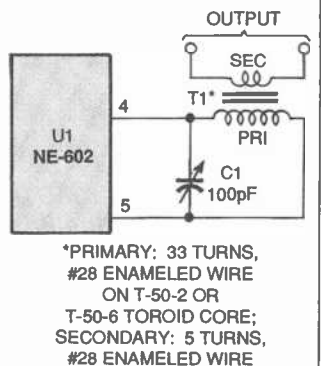 OUTPUT
SEC
T1*
4
PRI
U1
NE-602
C1
100pF
5
*PRIMARY: 33 TURNS,
#28 ENAMELED WIRE
ON T-50-2 OR
T-50-6 TOROID CORE;
SECONDARY: 5 TURNS,
#28 ENAMELED WIRE